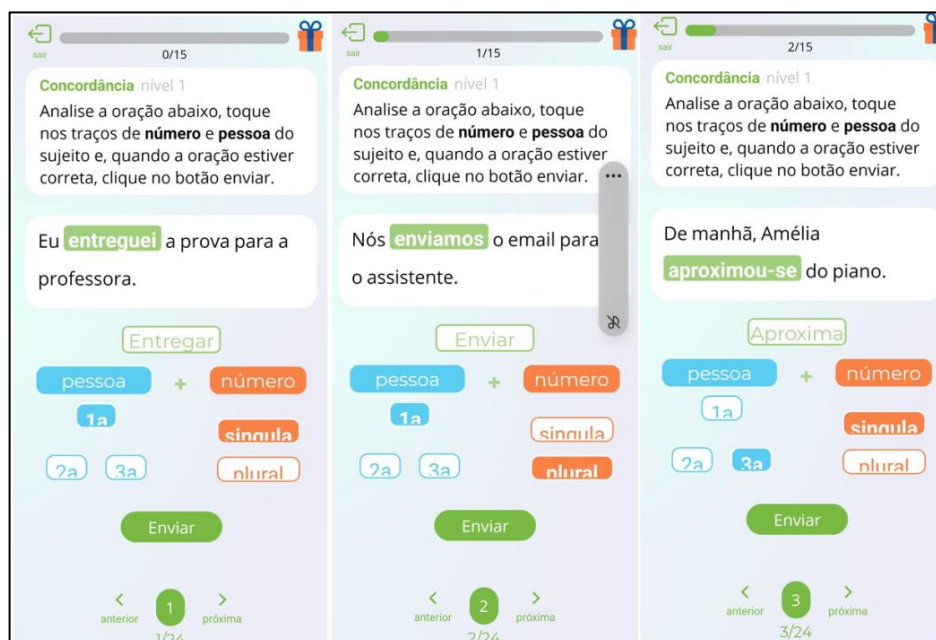 sair
0/15
Concordância nível 1
Analise a oração abaixo, toque
nos traços de número e pessoa do
sujeito e, quando a oração estiver
correta, clique no botão enviar.
Eu entreguei a prova para a
professora.
Entregar
pessoa + número
1a
singula
2a 3a
plural
Enviar
anterior 1 próxima
1/24
sair
1/15
Concordância nível 1
Analise a oração abaixo, toque
nos traços de número e pessoa do
sujeito e, quando a oração estiver
correta, clique no botão enviar.
Nós enviamos o email para
o assistente.
Enviar
pessoa + número
1a
singula
2a 3a
plural
Enviar
anterior 2 próxima
2/24
sair
2/15
Concordância nível 1
Analise a oração abaixo, toque
nos traços de número e pessoa do
sujeito e, quando a oração estiver
correta, clique no botão enviar.
De manhã, Amélia
aproximou-se do piano.
Aproxima
pessoa + número
1a
singula
2a 3a
plural
Enviar
anterior 3 próxima
3/24